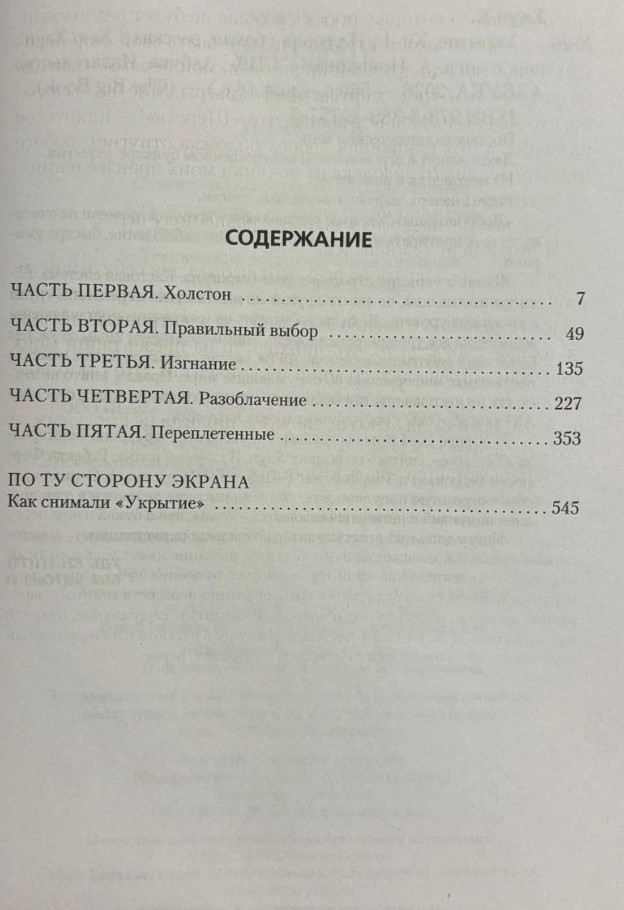 СОДЕРЖАНИЕ
ЧАСТЬ ПЕРВАЯ. Холстон ........................................ 7
ЧАСТЬ ВТОРАЯ. Правильный выбор ........................................ 49
ЧАСТЬ ТРЕТЬЯ. Изгнание ........................................ 135
ЧАСТЬ ЧЕТВЕРТАЯ. Разоблачение ........................................ 227
ЧАСТЬ ПЯТАЯ. Переплетенные ........................................ 353
ПО ТУ СТОРОНУ ЭКРАНА
Как снимали «Укрытие» ........................................ 545